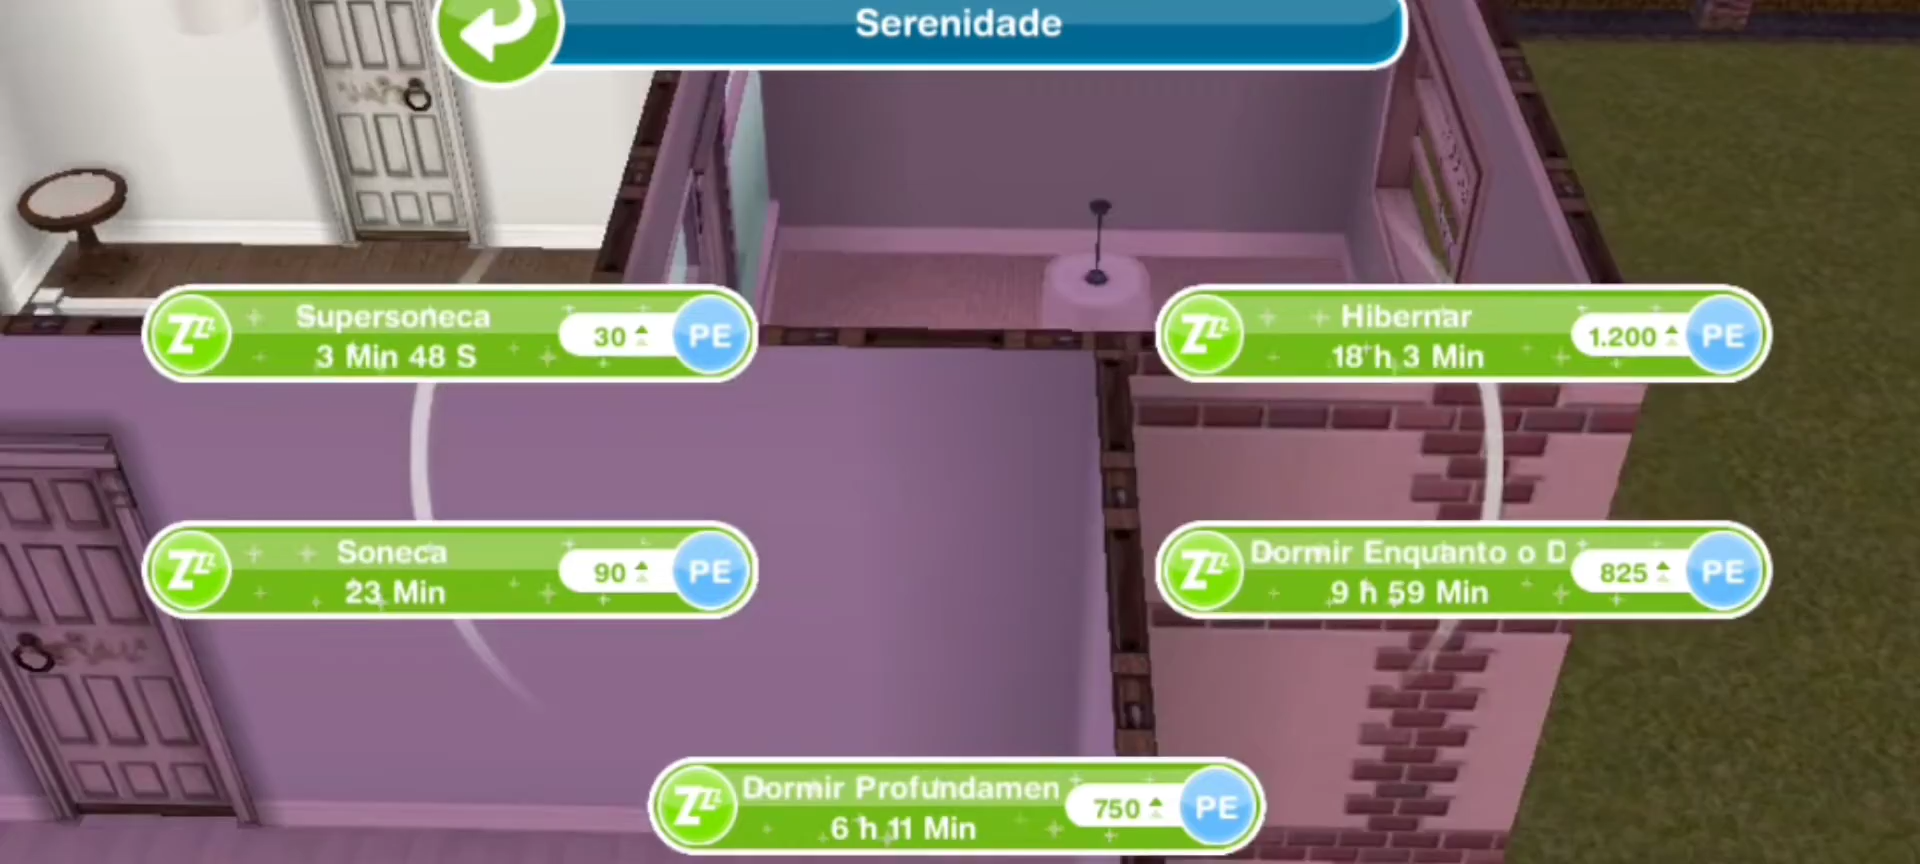 Serenidade
Supersoneca
3 Min 48 S
30
PE
Hibernar
18 h 3 Min
1.200
PE
Soneca
23 Min
90
PE
Dormir Enquanto o D
9 h 59 Min
825
PE
Dormir Profundamen
6 h 11 Min
750
PE